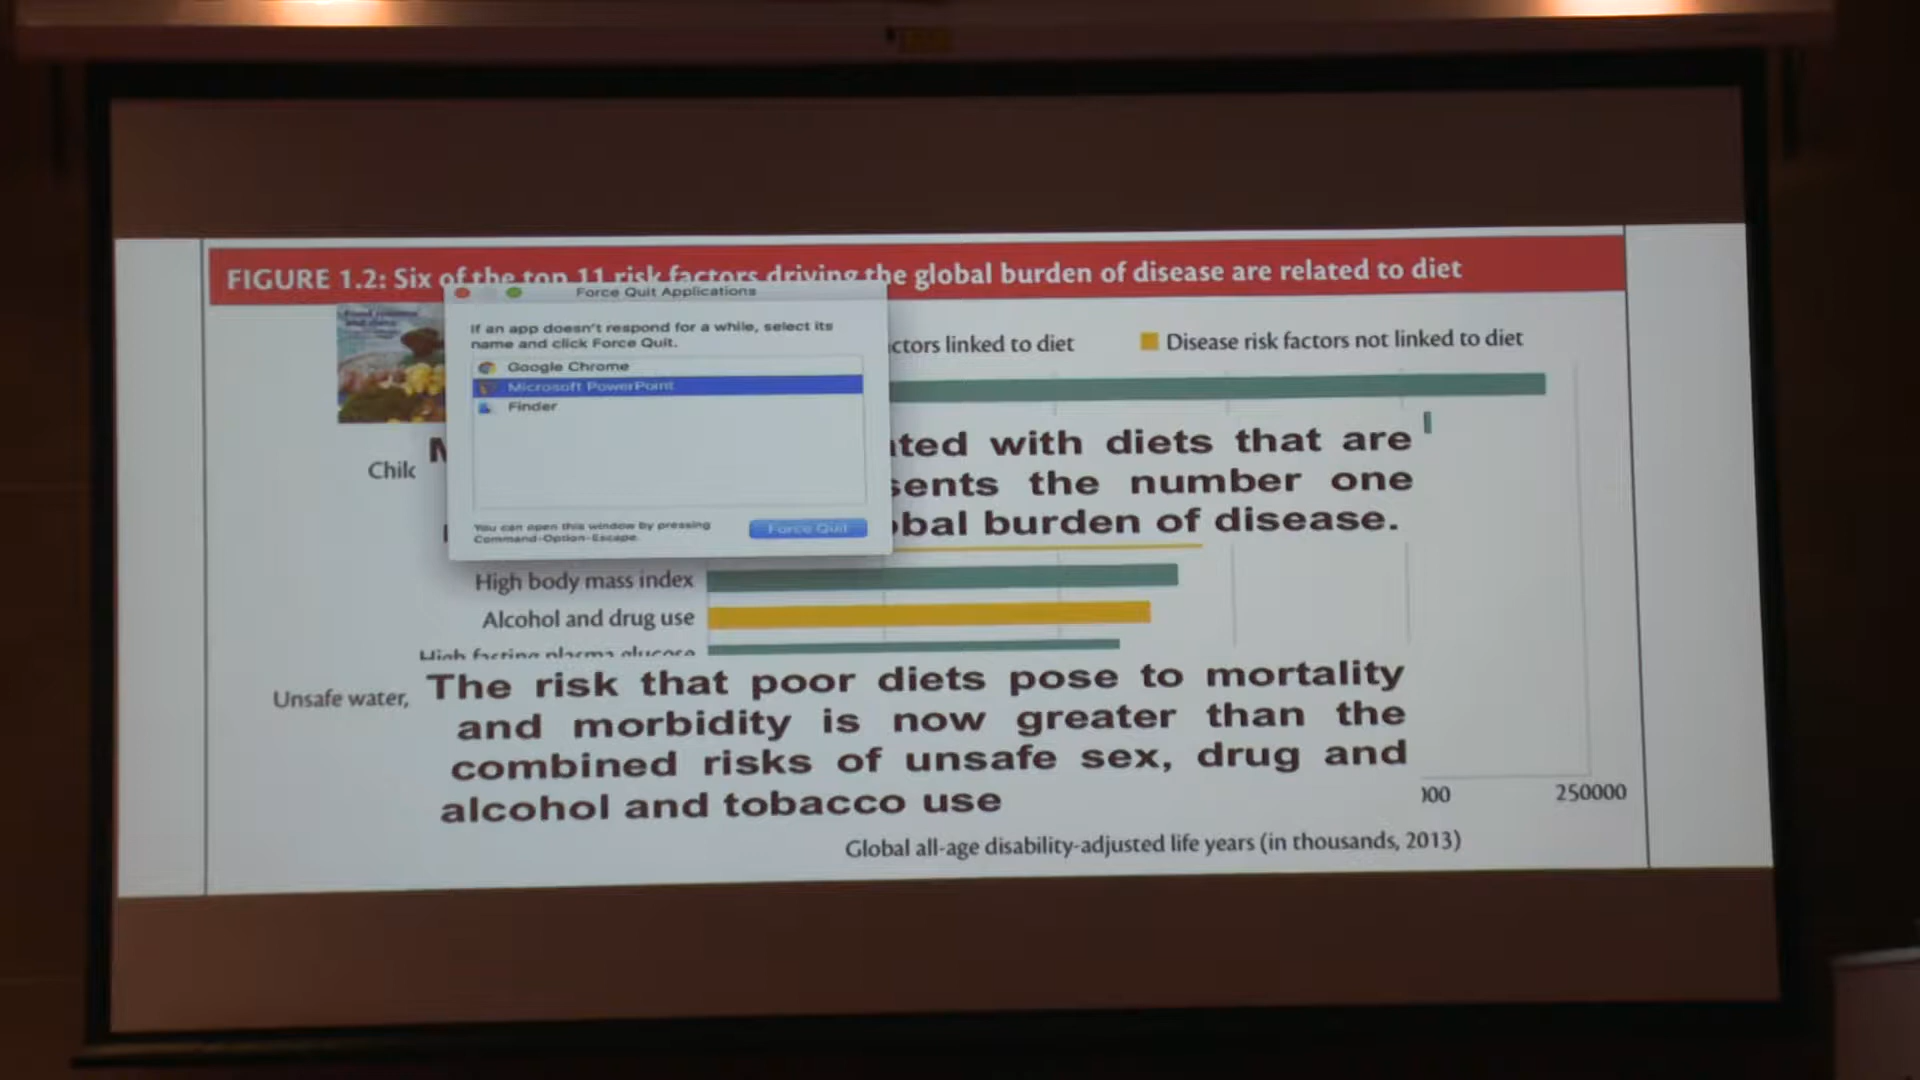 FIGURE 1.2: Six of the top 11 risk factors driving the global burden of disease are related to diet
Force Quit Applications
If an app doesn't respond for a while, select its
name and click Force Quit.
Google Chrome
Microsoft PowerPoint
Finder
You can open this window by pressing
Command-Option-Escape.
Force Quit
ctors linked to diet
Disease risk factors not linked to diet
Chilc
ted with diets that are
sents the number one
bal burden of disease.
High body mass index
Alcohol and drug use
High fasting plasma glucose
Unsafe water,
The risk that poor diets pose to mortality
and morbidity is now greater than the
combined risks of unsafe sex, drug and
alcohol and tobacco use
00
250000
Global all-age disability-adjusted life years (in thousands, 2013)